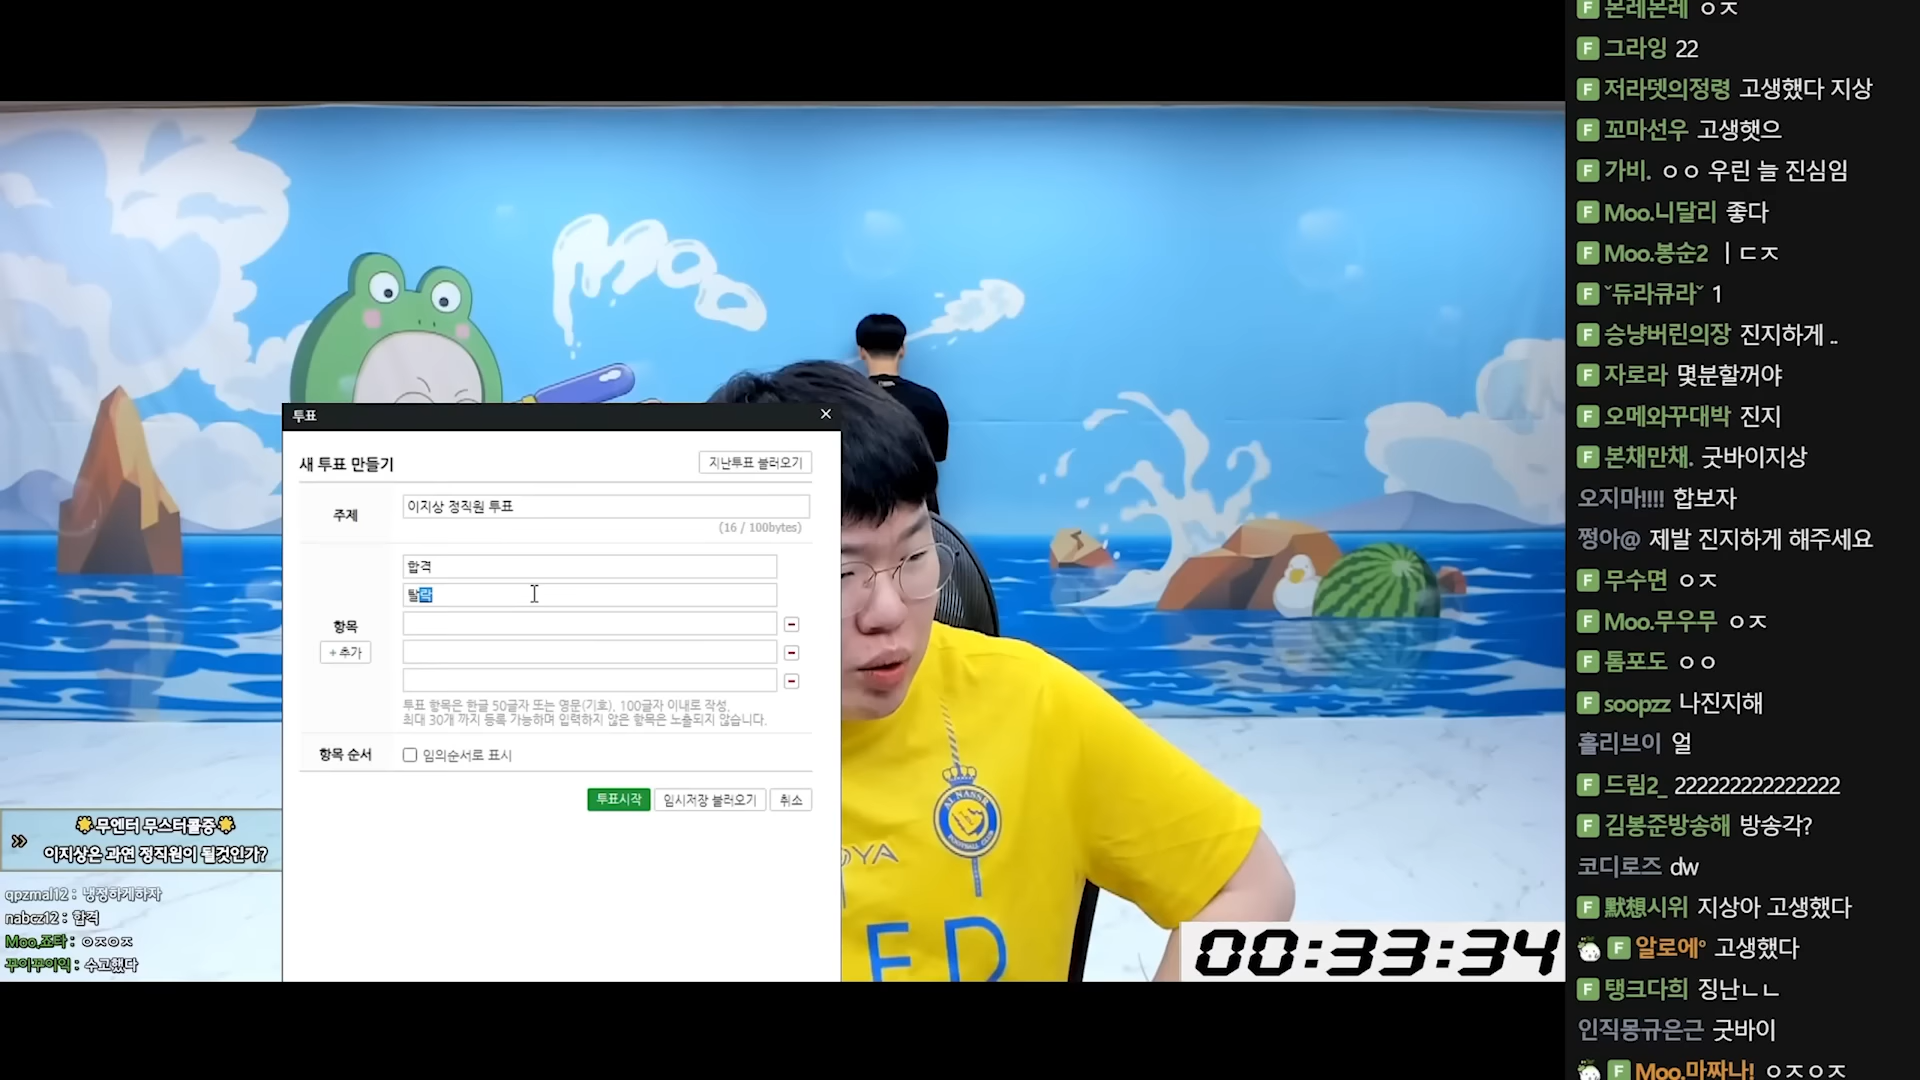 Moo
투표
새 투표 만들기
지난투표 불러오기
주제
이지상 정직원 투표
(16 / 100bytes)
항목
+ 추가
합격
탈락
투표 항목은 한글 50글자 또는 영문(기호), 100글자 이내로 작성,
최대 30개 까지 등록 가능하며 입력하지 않은 항목은 노출되지 않습니다.
항목 순서
임의순서로 표시
투표시작
임시저장 불러오기
취소
AL NASSR
FOOTBALL CLUB
무엔터 무스터콜중
이지상은 과연 정직원이 될것인가?
qpzmal12 : 냉정하게하자
nabcz12 : 합격
Moo.죠타 : ㅇㅈㅇㅈ
꾸이꾸이익 : 수고했다
00:33:34
F 몬레몬레 ㅇㅈ
F 그라잉 22
F 저라뎃의정령 고생했다 지상
F 꼬마선우 고생햇으
F 가비. ㅇㅇ 우린 늘 진심임
F Moo.니달리 좋다
F Moo.봉순2 ㅣㄷㅈ
F ˇ듀라큐라ˇ 1
F 승냥버린의장 진지하게 ..
F 자로라 몇분할꺼야
F 오메와꾸대박 진지
F 본채만채. 굿바이지상
오지마!!!! 합보자
쩡아@ 제발 진지하게 해주세요
F 무수면 ㅇㅈ
F Moo.무우무 ㅇㅈ
F 톰포도 ㅇㅇ
F soopzz 나진지해
홀리브이 얼
F 드림2_ 222222222222222
F 김봉준방송해 방송각?
코디로즈 dw
F 默想시위 지상아 고생했다
F 알로에° 고생했다
F 탱크다희 징난ㄴㄴ
인직몽규은근 굿바이
F Moo.마짜나! ㅇㅈㅇㅈ